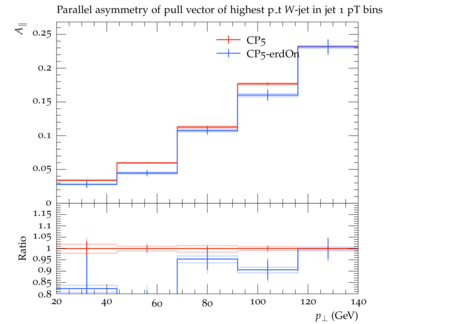 Parallel asymmetry of pull vector of highest p_t W-jet in jet 1 pT bins
A∥
0.25
CP5
CP5-erdOn
0.2
0.15
0.1
0.05
0
1.15
1.1
1.05
1
0.95
0.9
0.85
0.8
Ratio
20 40 60 80 100 120 140
p⊥ (GeV)